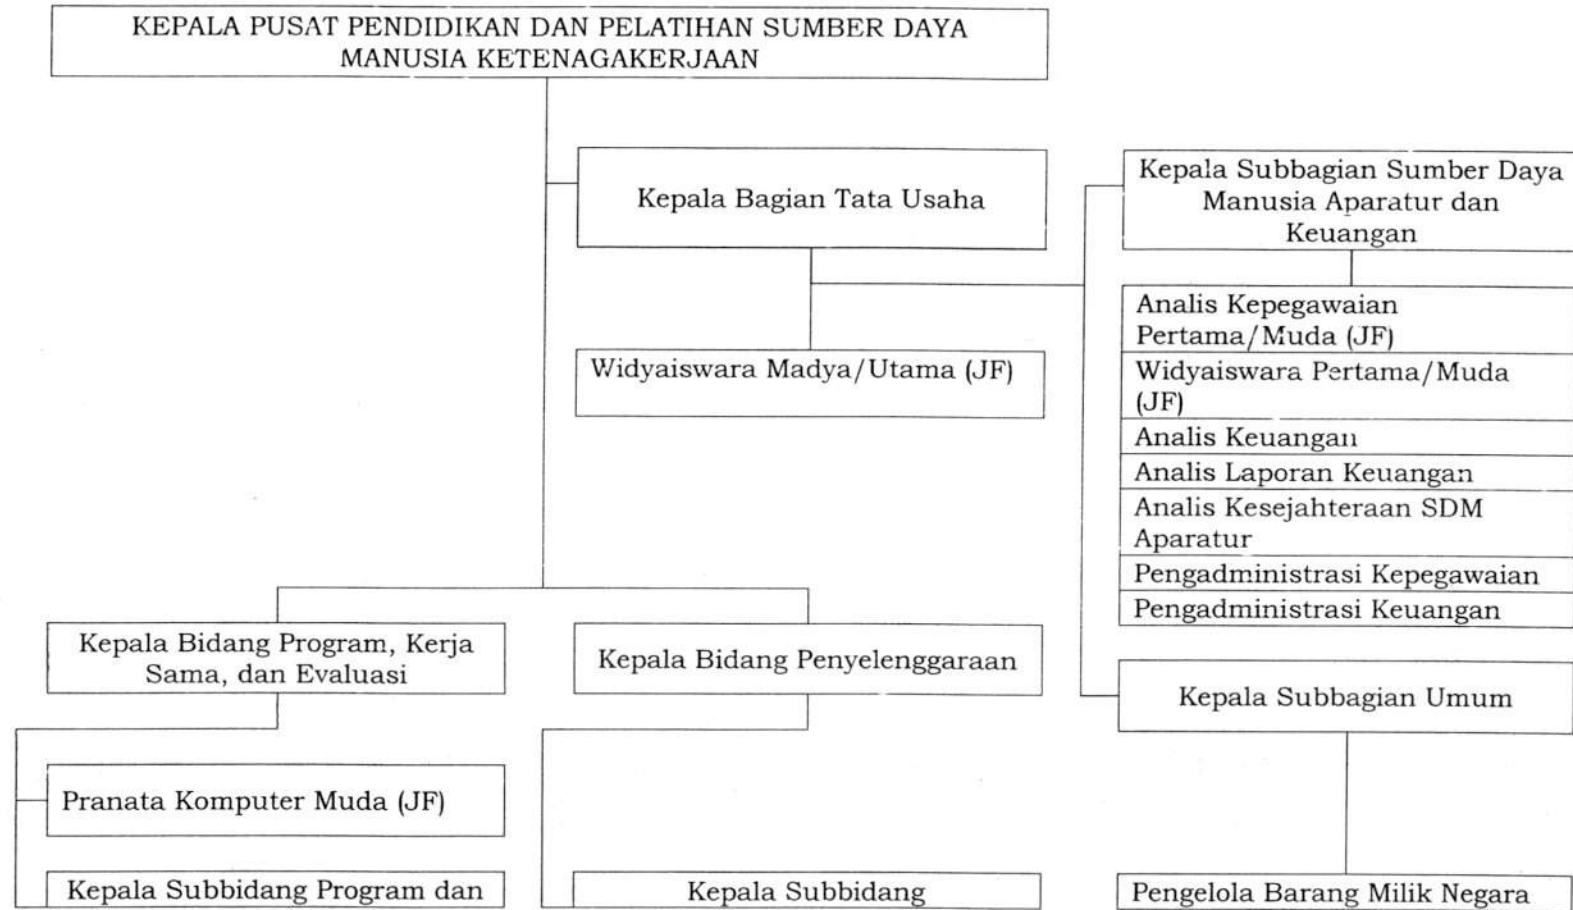 KEPALA PUSAT PENDIDIKAN DAN PELATIHAN SUMBER DAYA
MANUSIA KETENAGAKERJAAN
Kepala Bagian Tata Usaha
Kepala Subbagian Sumber Daya
Manusia Aparatur dan
Keuangan
Widyaiswara Madya/Utama (JF)
Analis Kepegawaian
Pertama/Muda (JF)
Widyaiswara Pertama/Muda
(JF)
Analis Keuangan
Analis Laporan Keuangan
Analis Kesejahteraan SDM
Aparatur
Pengadministrasi Kepegawaian
Pengadministrasi Keuangan
Kepala Bidang Program, Kerja
Sama, dan Evaluasi
Kepala Bidang Penyelenggaraan
Kepala Subbagian Umum
Pranata Komputer Muda (JF)
Kepala Subbidang Program dan
Kepala Subbidang
Pengelola Barang Milik Negara